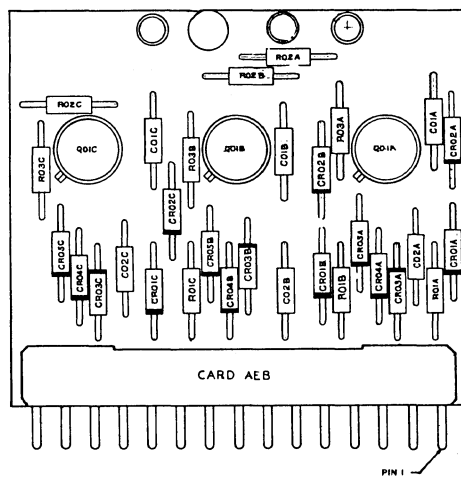 R02A
R02B
R02C
R03C
Q01C
C01C
R03B
Q01B
C01B
CR02B
R03A
Q01A
C01A
CR02A
CR02C
CR05C
CR04C
CR03C
C02C
CR01C
R01C
CR05B
CR04B
CR03B
C02B
CR01B
R01B
CR05A
CR04A
CR03A
C02A
R01A
CR01A
CARD AEB
PIN 1